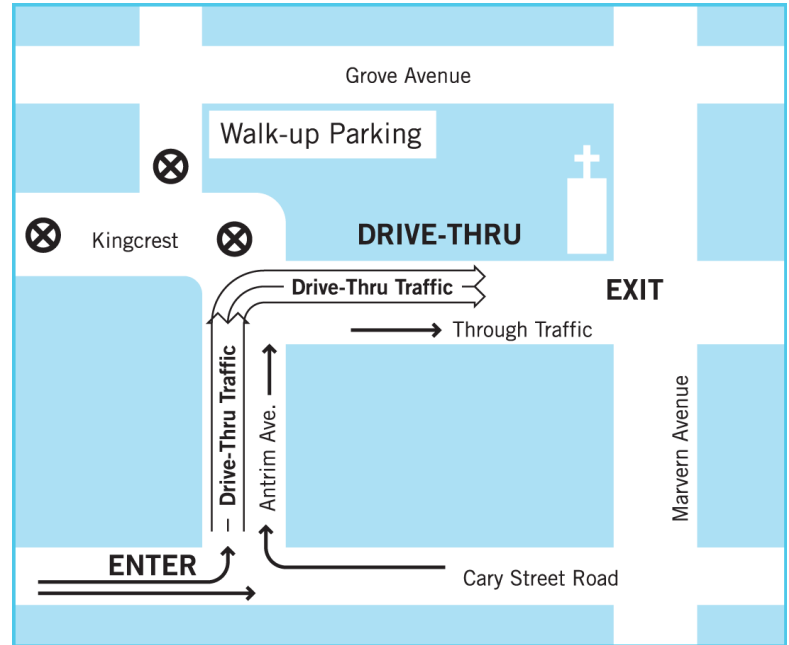 Grove Avenue
Walk-up Parking
Kingcrest
DRIVE-THRU
Drive-Thru Traffic
EXIT
Through Traffic
Drive-Thru Traffic
Antrim Ave.
Marvern Avenue
ENTER
Cary Street Road